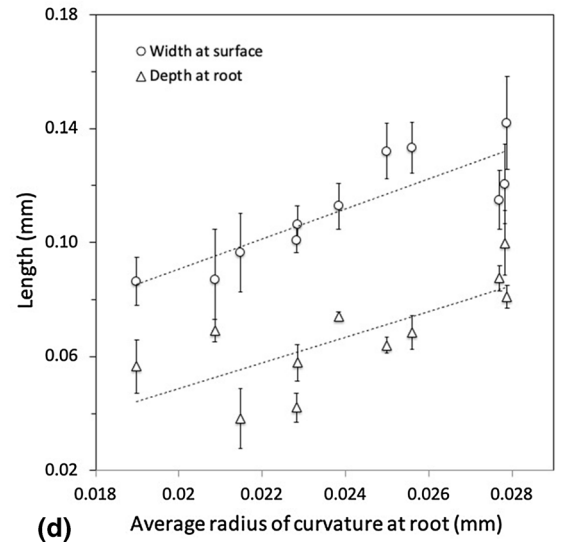 0.18
Width at surface
Depth at root
0.14
0.10
0.06
0.02
Length (mm)
0.018 0.02 0.022 0.024 0.026 0.028
(d) Average radius of curvature at root (mm)